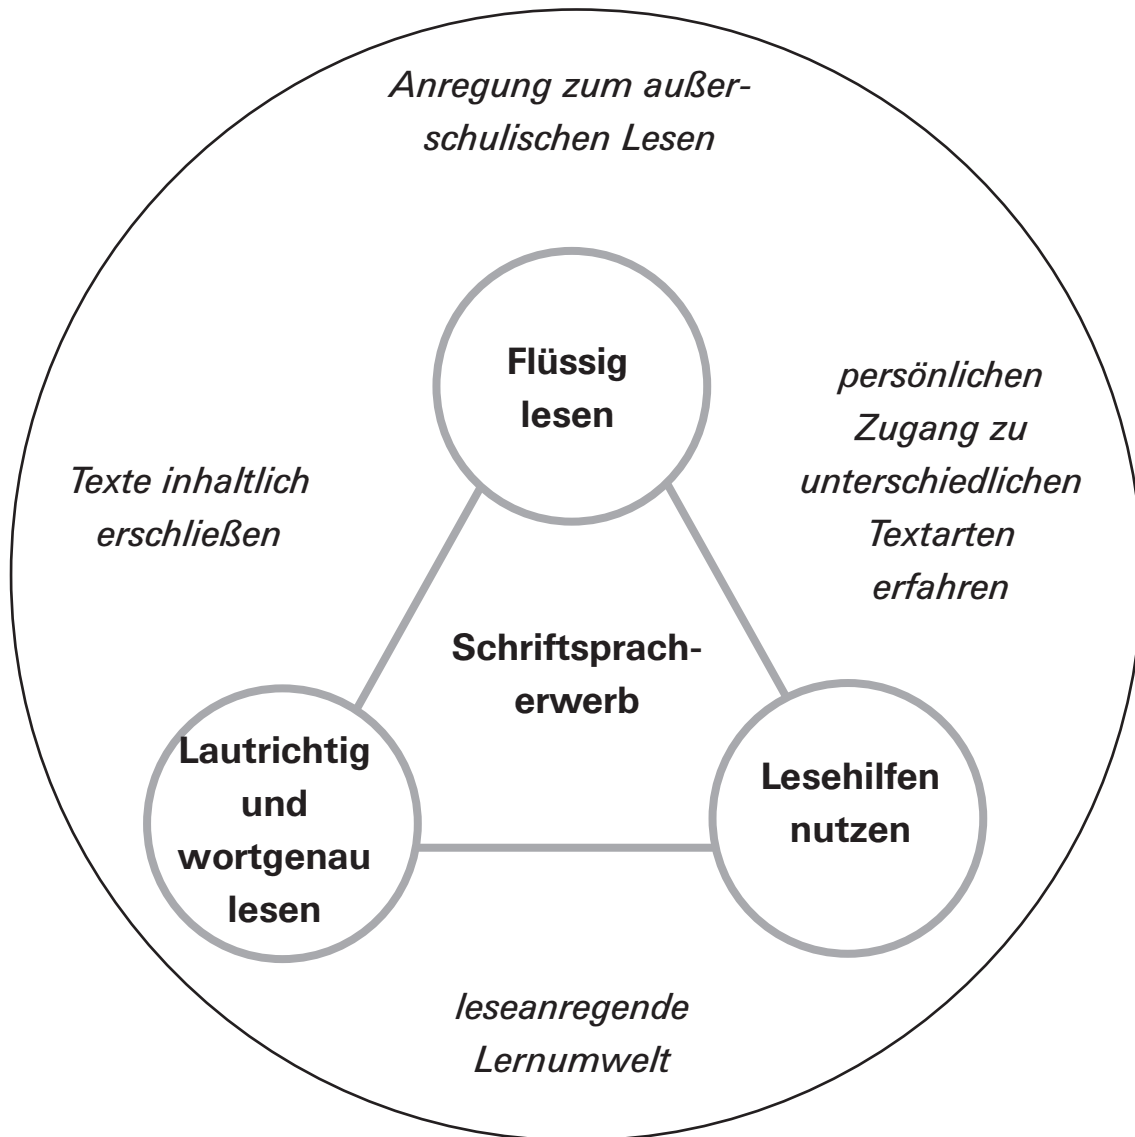 Anregung zum außer-
schulischen Lesen
Flüssig
lesen
persönlichen
Zugang zu
unterschiedlichen
Textarten
erfahren
Texte inhaltlich
erschließen
Schriftsprach-
erwerb
Lautrichtig
und
wortgenau
lesen
Lesehilfen
nutzen
leseanregende
Lernumwelt